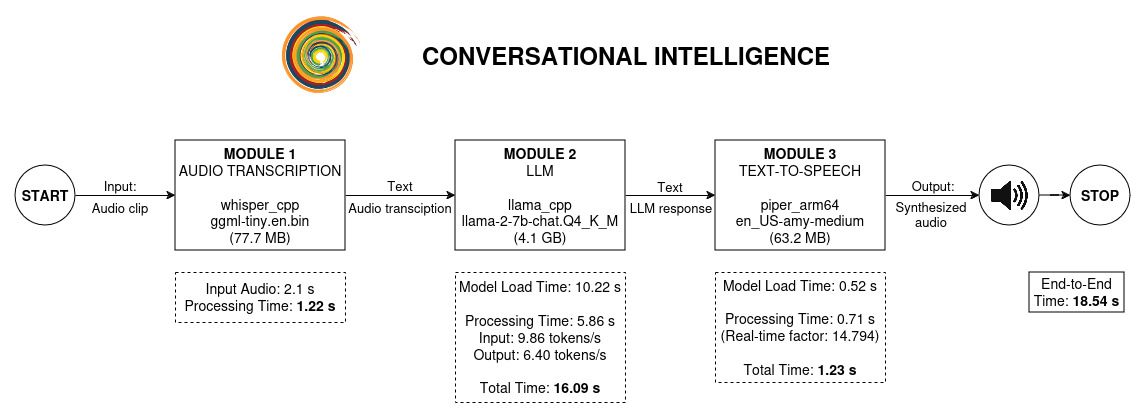 CONVERSATIONAL INTELLIGENCE
START
Input:
Audio clip
MODULE 1
AUDIO TRANSCRIPTION
whisper_cpp
ggml-tiny.en.bin
(77.7 MB)
Input Audio: 2.1 s
Processing Time: 1.22 s
Text
Audio transciption
MODULE 2
LLM
llama_cpp
llama-2-7b-chat.Q4_K_M
(4.1 GB)
Model Load Time: 10.22 s
Processing Time: 5.86 s
Input: 9.86 tokens/s
Output: 6.40 tokens/s
Total Time: 16.09 s
Text
LLM response
MODULE 3
TEXT-TO-SPEECH
piper_arm64
en_US-amy-medium
(63.2 MB)
Model Load Time: 0.52 s
Processing Time: 0.71 s
(Real-time factor: 14.794)
Total Time: 1.23 s
Output:
Synthesized
audio
STOP
End-to-End
Time: 18.54 s